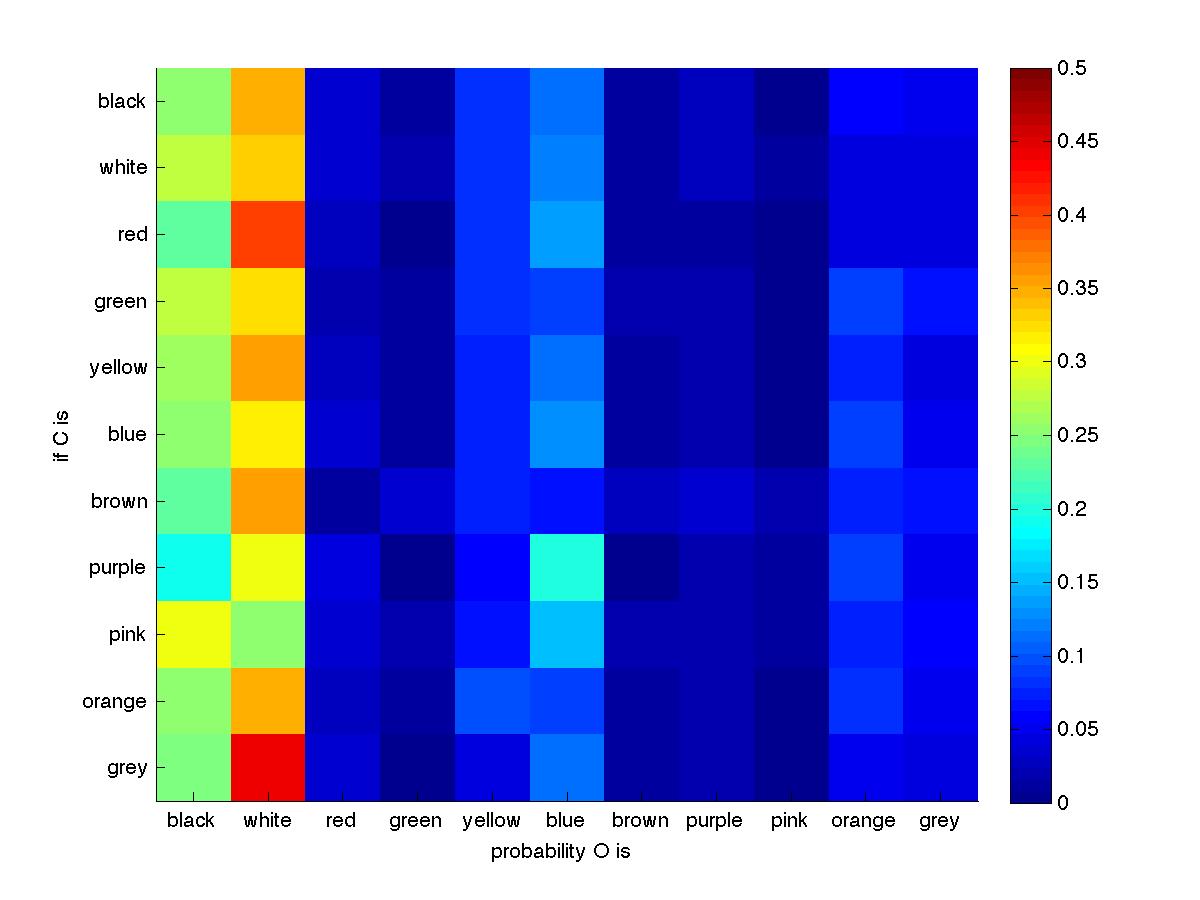 black
white
red
green
yellow
blue
brown
purple
pink
orange
grey
if C is
black white red green yellow blue brown purple pink orange grey
probability O is
0.5
0.45
0.4
0.35
0.3
0.25
0.2
0.15
0.1
0.05
0